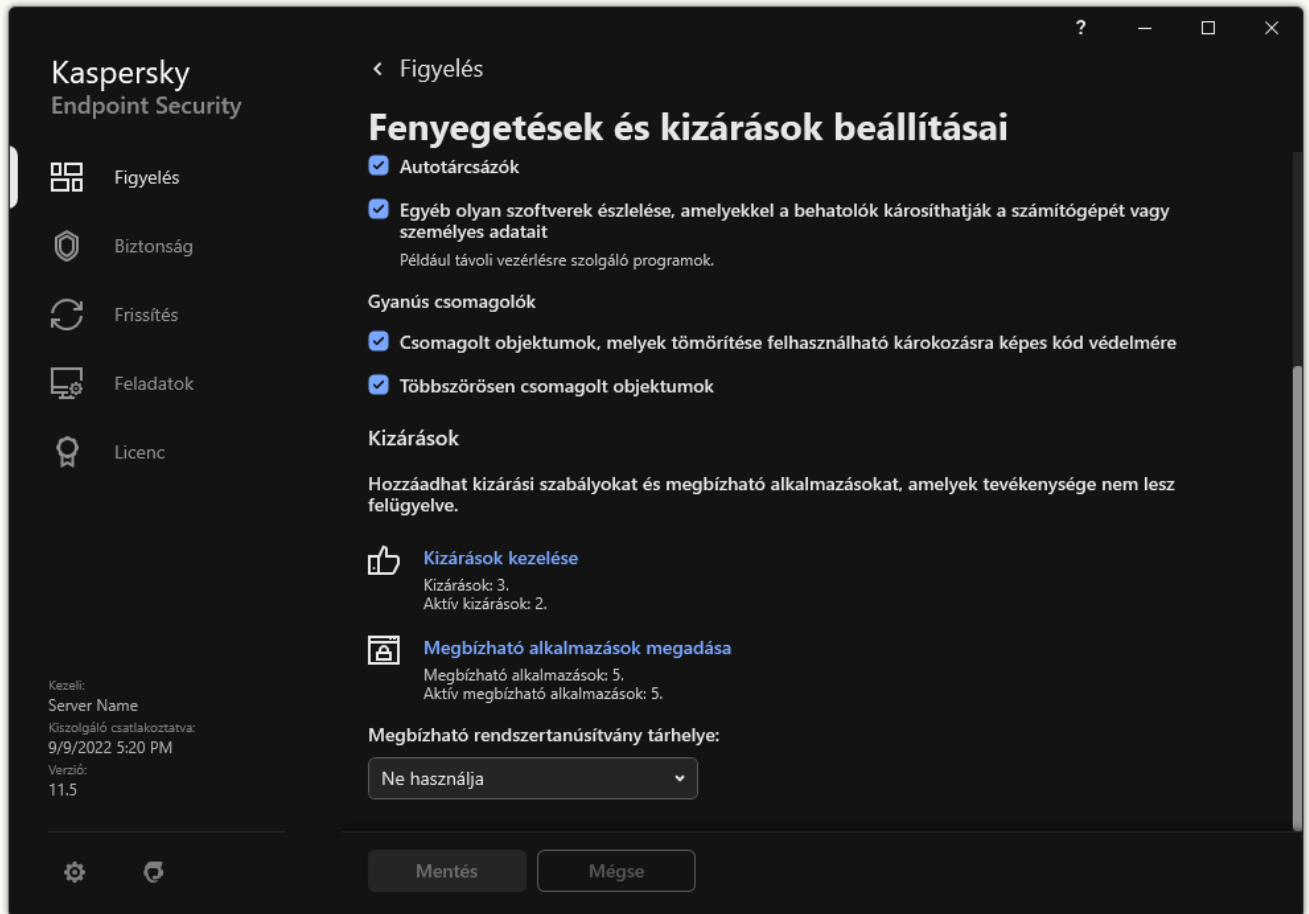 ?
Kaspersky
Endpoint Security
Figyelés
Biztonság
Frissítés
Feladatok
Licenc
Kezeli:
Server Name
Kiszolgáló csatlakoztatva:
9/9/2022 5:20 PM
Verzió:
11.5
Figyelés
Fenyegetések és kizárások beállításai
Autotárcsázók
Egyéb olyan szoftverek észlelése, amelyekkel a behatolók károsíthatják a számítógépét vagy
személyes adatait
Például távoli vezérlésre szolgáló programok.
Gyanús csomagolók
Csomagolt objektumok, melyek tömörítése felhasználható károkozásra képes kód védelmére
Többszörösen csomagolt objektumok
Kizárások
Hozzáadhat kizárási szabályokat és megbízható alkalmazásokat, amelyek tevékenysége nem lesz
felügyelve.
Kizárások kezelése
Kizárások: 3.
Aktív kizárások: 2.
Megbízható alkalmazások megadása
Megbízható alkalmazások: 5.
Aktív megbízható alkalmazások: 5.
Megbízható rendszertanúsítvány tárhelye:
Ne használja
Mentés
Mégse